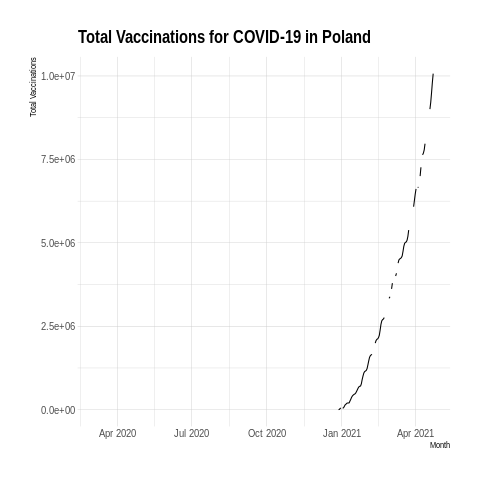 Total Vaccinations for COVID-19 in Poland
Total Vaccinations
1.0e+07
7.5e+06
5.0e+06
2.5e+06
0.0e+00
Apr 2020 Jul 2020 Oct 2020 Jan 2021 Apr 2021
Month